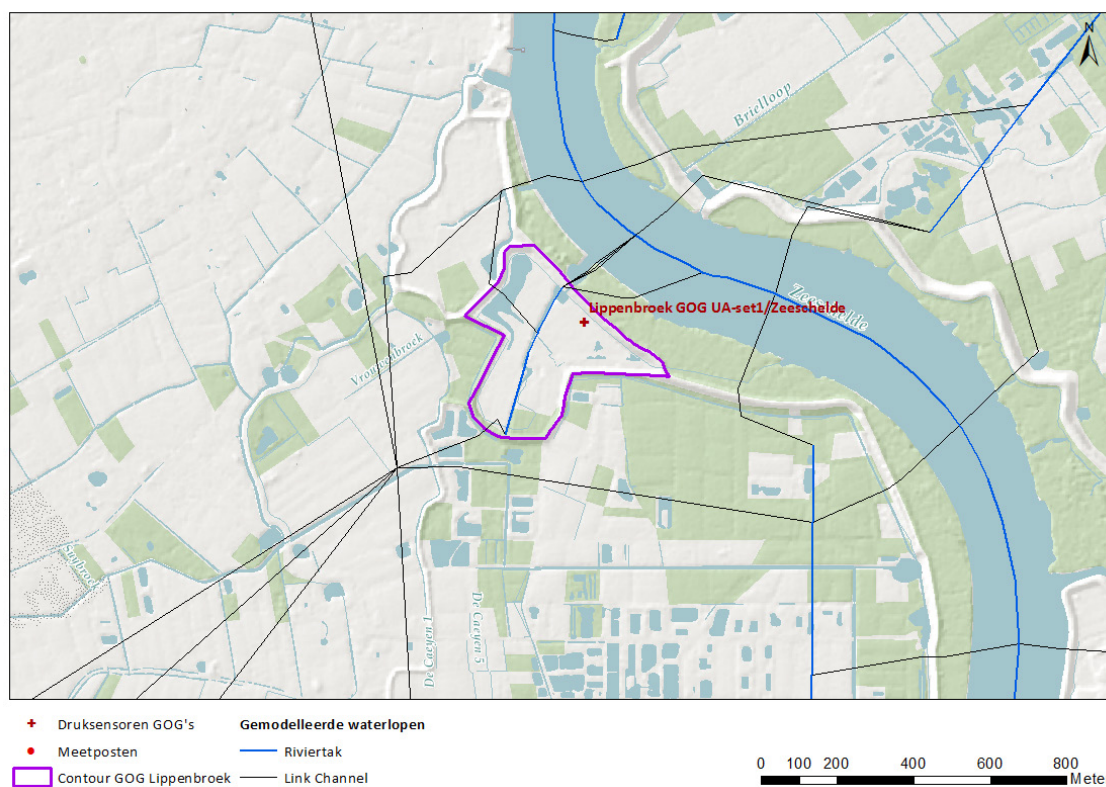 N
Brielloop
Zeeschelde
Lippenbroek GOG UA-set1/Zeeschelde
Vrouwenbroek
De Caeyen 1
De Caeyen 5
Druksensoren GOG's
Meetposten
Contour GOG Lippenbroek
Gemodelleerde waterlopen
Riviertak
Link Channel
0 100 200 400 600 800
Mete